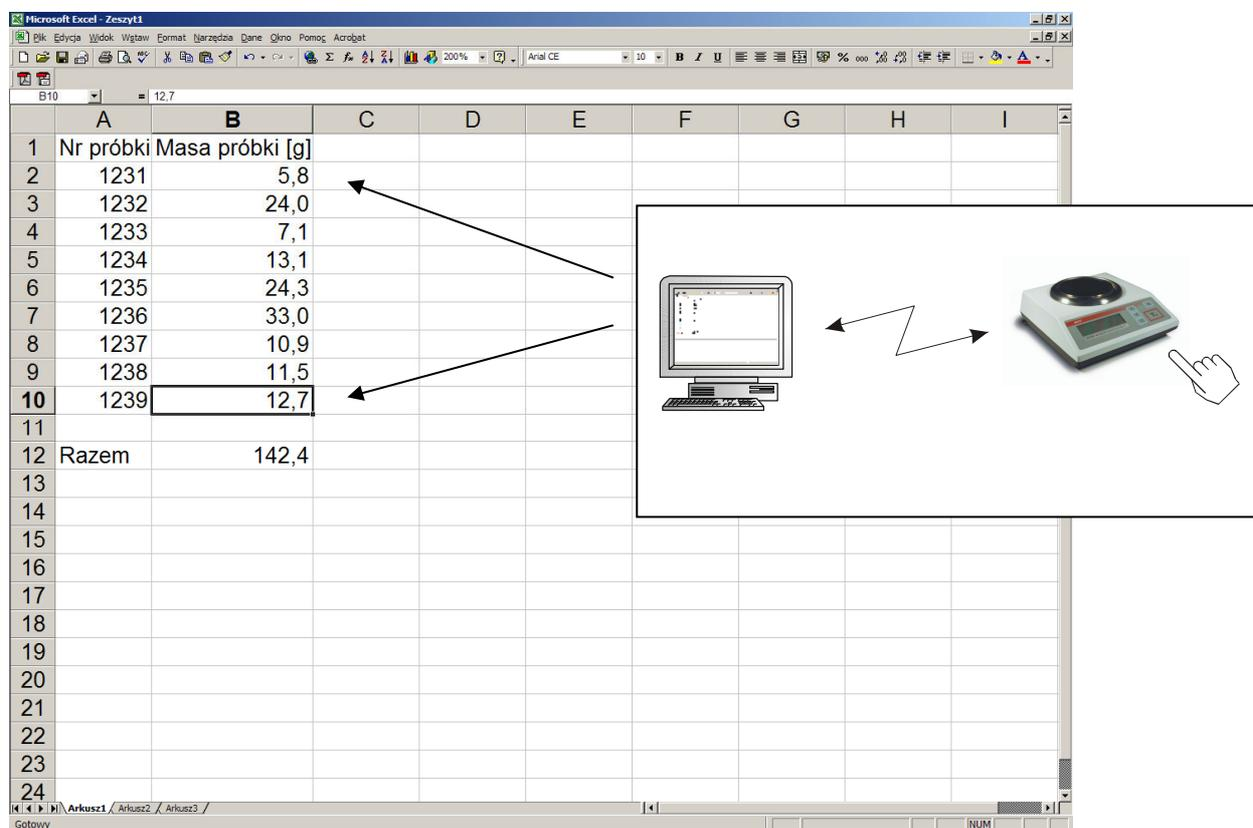 Microsoft Excel - Zeszyt1
Plik Edycja Widok Wstaw Format Narzędzia Dane Okno Pomoc Acrobat
200% Arial CE 10 B I U % 000
B10 = 12,7
A B C D E F G H I
1 Nr próbki Masa próbki [g]
2 1231 5,8
3 1232 24,0
4 1233 7,1
5 1234 13,1
6 1235 24,3
7 1236 33,0
8 1237 10,9
9 1238 11,5
10 1239 12,7
11
12 Razem 142,4
13
14
15
16
17
18
19
20
21
22
23
24
Arkusz1 Arkusz2 Arkusz3
Gotowy NUM